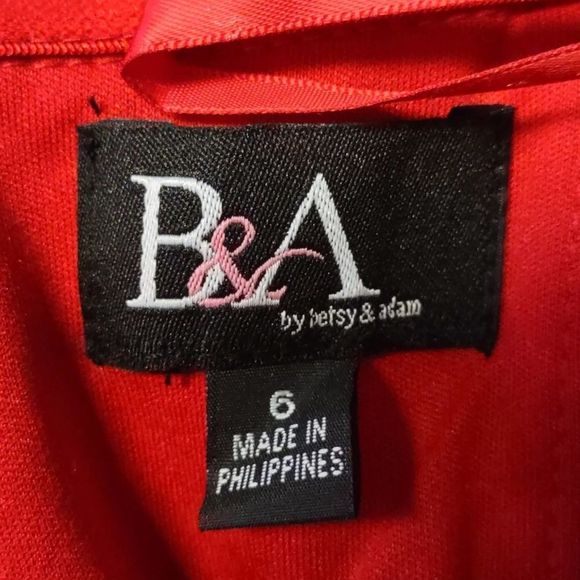 B&A
by betsy & adam
6
MADE IN
PHILIPPINES